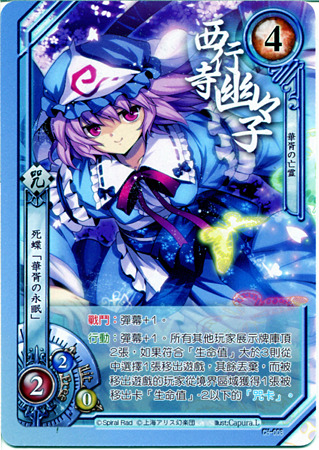 西行寺
幽々子
4
華胥の亡霊
咒
死蝶「華胥の永眠」
戰鬥：彈幕+1。
行動：彈幕+1。所有其他玩家展示牌庫頂
2張，如果符合「生命值」大於3則從
中選擇1張移出遊戲，其餘丟棄，而被
移出遊戲的玩家從境界區域獲得1張被
移出卡「生命值」-2以下的「咒卡」。
2
2
0
©Spiral Rad ©上海アリス幻楽団 Illust:Capura.L